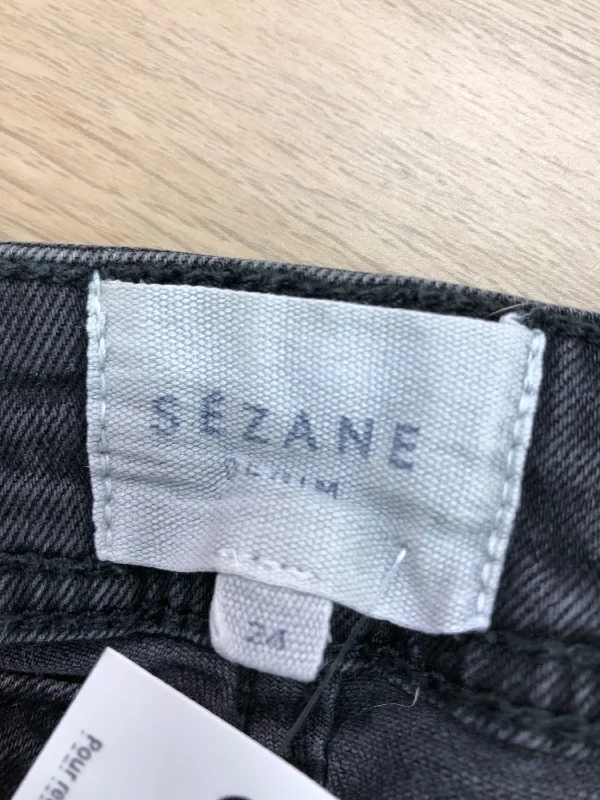 SÉZANE
DENIM
24
Pour